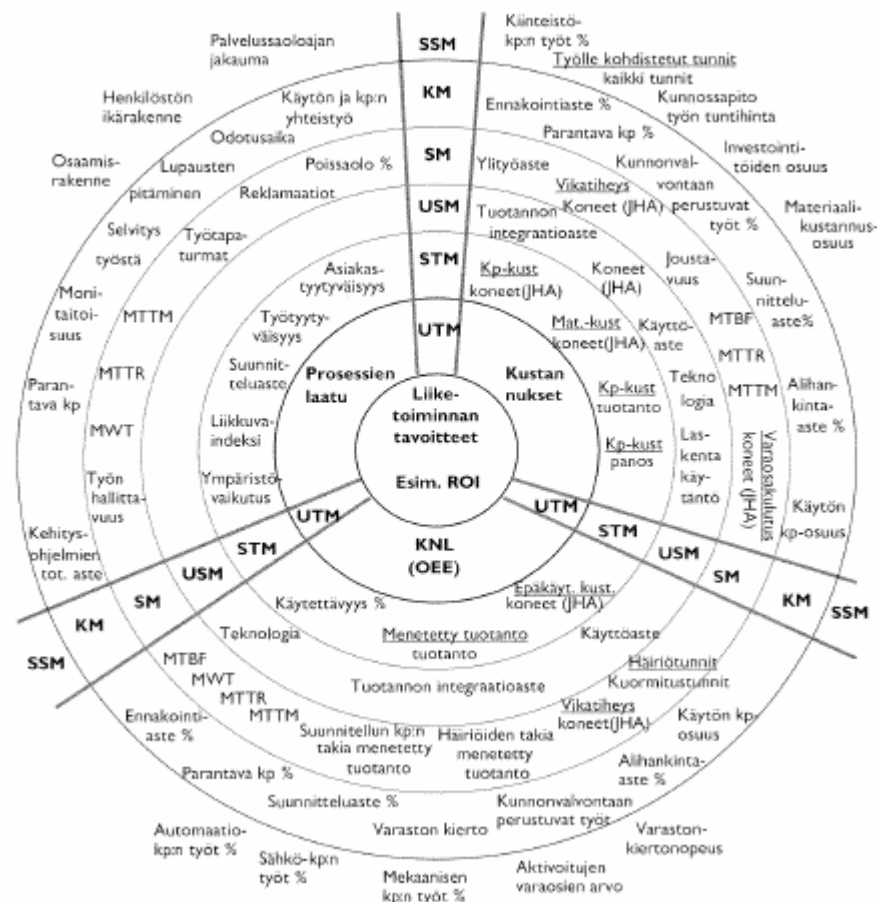 Palvelussaoloajan
jakauma
SSM
Kiinteistö-
kp:n työt %
Työlle kohdistetut tunnit
kaikki tunnit
Henkilöstön
ikärakenne
Käytön ja kp:n
yhteistyö
KM
Ennakointiaste %
Kunnossapito
työn tuntihinta
Odotusaika
Parantava kp %
Investointi-
töiden osuus
Osaamis-
rakenne
Lupausten
pitäminen
Poissaolo %
SM
Ylityöaste
Kunnonval-
vontaan
perustuvat
työt %
Reklamaatiot
Vikatiheys
Koneet (JHA)
Materiaali-
kustannus-
osuus
Selvitys
työstä
Työtapa-
turmat
USM
Tuotannon
integraatioaste
Asiakas-
tyytyväisyys
STM
Kp-kust
koneet(JHA)
Koneet
(JHA)
Jousta-
vuus
Suun-
nittelu-
aste%
Moni-
taitoi-
suus
MTTM
Työtyyty-
väisyys
UTM
Mat.-kust
koneet(JHA)
Käyttö-
aste
MTBF
MTTR
MTTM
Paran-
tava kp
MTTR
Suunnit-
teluaste
Prosessien
laatu
Liike-
toiminnan
tavoitteet
Esim. ROI
Kustan
nukset
Kp-kust
tuotanto
Tekno-
logia
Alihan-
kinta-
aste %
MWT
Liikkuva-
indeksi
Kp-kust
panos
Las-
kenta
käy-
täntö
Varaosakulutus
koneet (JHA)
Työn
hallitta-
vuus
Ympäristö-
vaikutus
Käytön
kp-osuus
Kehitys-
ohjelmien
tot. aste
UTM
STM
USM
SM
KM
SSM
UTM
STM
USM
SM
KM
SSM
KNL
(OEE)
Käytettävyys %
Epäkäyt. kust.
koneet (JHA)
Teknologia
Menetetty tuotanto
tuotanto
Käyttöaste
MTBF
MWT
MTTR
MTTM
Tuotannon integraatioaste
Häiriötunnit
Kuormitustunnit
Ennakointi-
aste %
Suunnitellun kp:n
takia menetetty
tuotanto
Häiriöiden takia
menetetty
tuotanto
Vikatiheys
koneet(JHA)
Käytön kp-
osuus
Parantava kp %
Alihankinta-
aste %
Suunnitteluaste %
Varaston kierto
Kunnonvalvontaan
perustuvat työt
Automaatio-
kp:n työt %
Sähkö-kp:n
työt %
Mekaanisen
kp:n työt %
Aktivoitujen
varaosien arvo
Varaston-
kiertonopeus